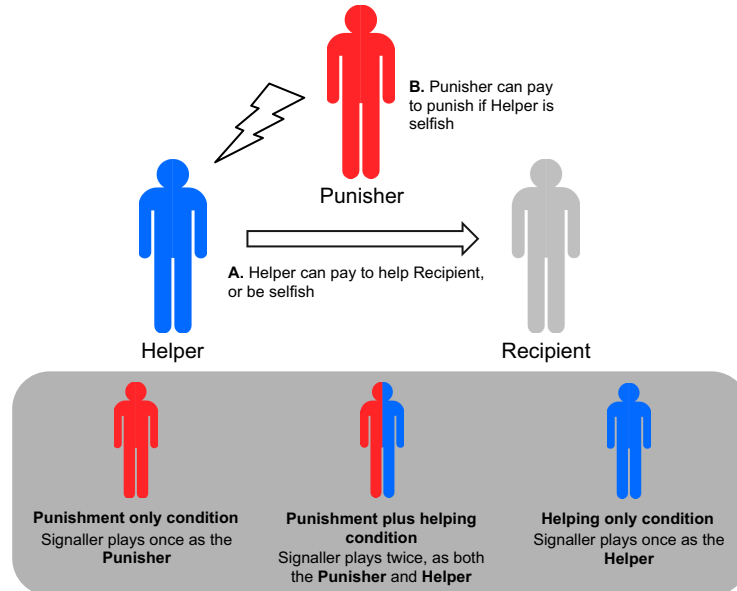 B. Punisher can pay
to punish if Helper is
selfish
Punisher
A. Helper can pay to help Recipient,
or be selfish
Helper
Recipient
Punishment only condition
Signaller plays once as the
Punisher
Punishment plus helping
condition
Signaller plays twice, as both
the Punisher and Helper
Helping only condition
Signaller plays once as the
Helper